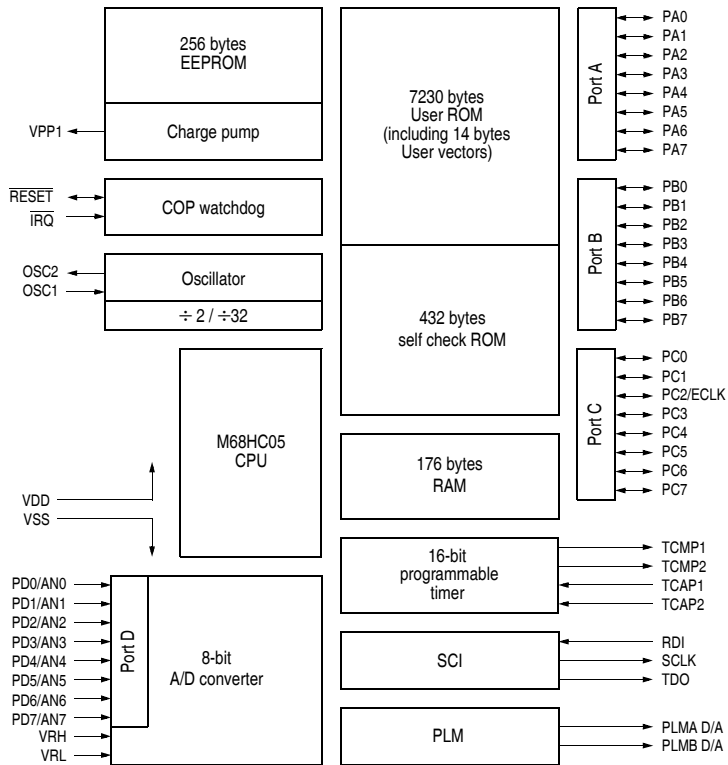 256 bytes
EEPROM
Charge pump
VPP1
RESET
IRQ
COP watchdog
OSC2
OSC1
Oscillator
÷ 2 / ÷32
M68HC05
CPU
VDD
VSS
PD0/AN0
PD1/AN1
PD2/AN2
PD3/AN3
PD4/AN4
PD5/AN5
PD6/AN6
PD7/AN7
VRH
VRL
Port D
8-bit
A/D converter
7230 bytes
User ROM
(including 14 bytes
User vectors)
432 bytes
self check ROM
176 bytes
RAM
16-bit
programmable
timer
SCI
PLM
Port A
PA0
PA1
PA2
PA3
PA4
PA5
PA6
PA7
Port B
PB0
PB1
PB2
PB3
PB4
PB5
PB6
PB7
Port C
PC0
PC1
PC2/ECLK
PC3
PC4
PC5
PC6
PC7
TCMP1
TCMP2
TCAP1
TCAP2
RDI
SCLK
TDO
PLMA D/A
PLMB D/A